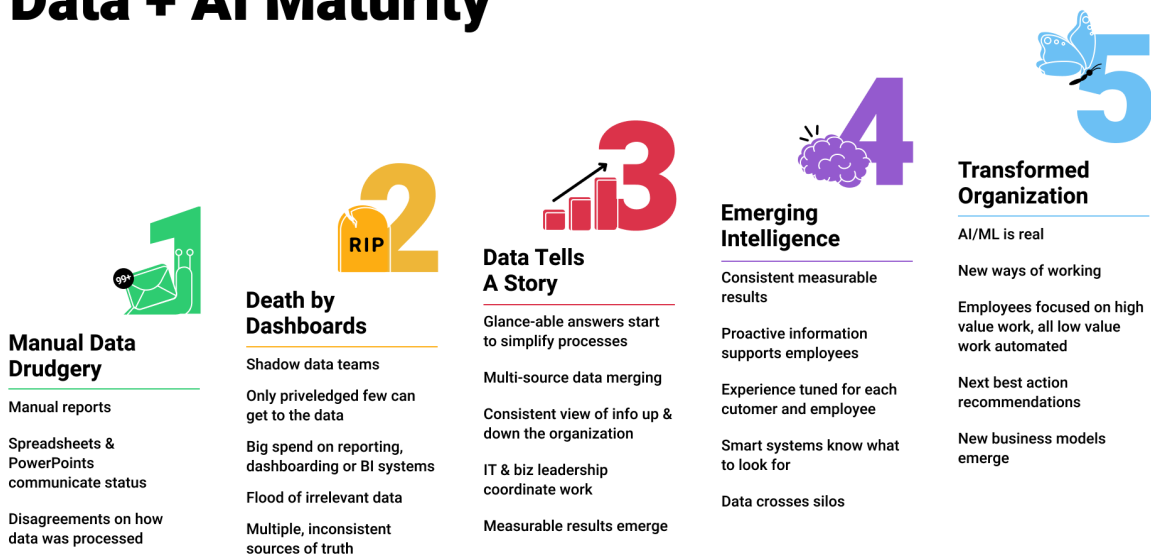 Data + AI Maturity
1
99+
Manual Data
Drudgery
Manual reports
Spreadsheets &
PowerPoints
communicate status
Disagreements on how
data was processed
2
RIP
Death by
Dashboards
Shadow data teams
Only priveledged few can
get to the data
Big spend on reporting,
dashboarding or BI systems
Flood of irrelevant data
Multiple, inconsistent
sources of truth
3
Data Tells
A Story
Glance-able answers start
to simplify processes
Multi-source data merging
Consistent view of info up &
down the organization
IT & biz leadership
coordinate work
Measurable results emerge
4
Emerging
Intelligence
Consistent measurable
results
Proactive information
supports employees
Experience tuned for each
cutomer and employee
Smart systems know what
to look for
Data crosses silos
5
Transformed
Organization
AI/ML is real
New ways of working
Employees focused on high
value work, all low value
work automated
Next best action
recommendations
New business models
emerge